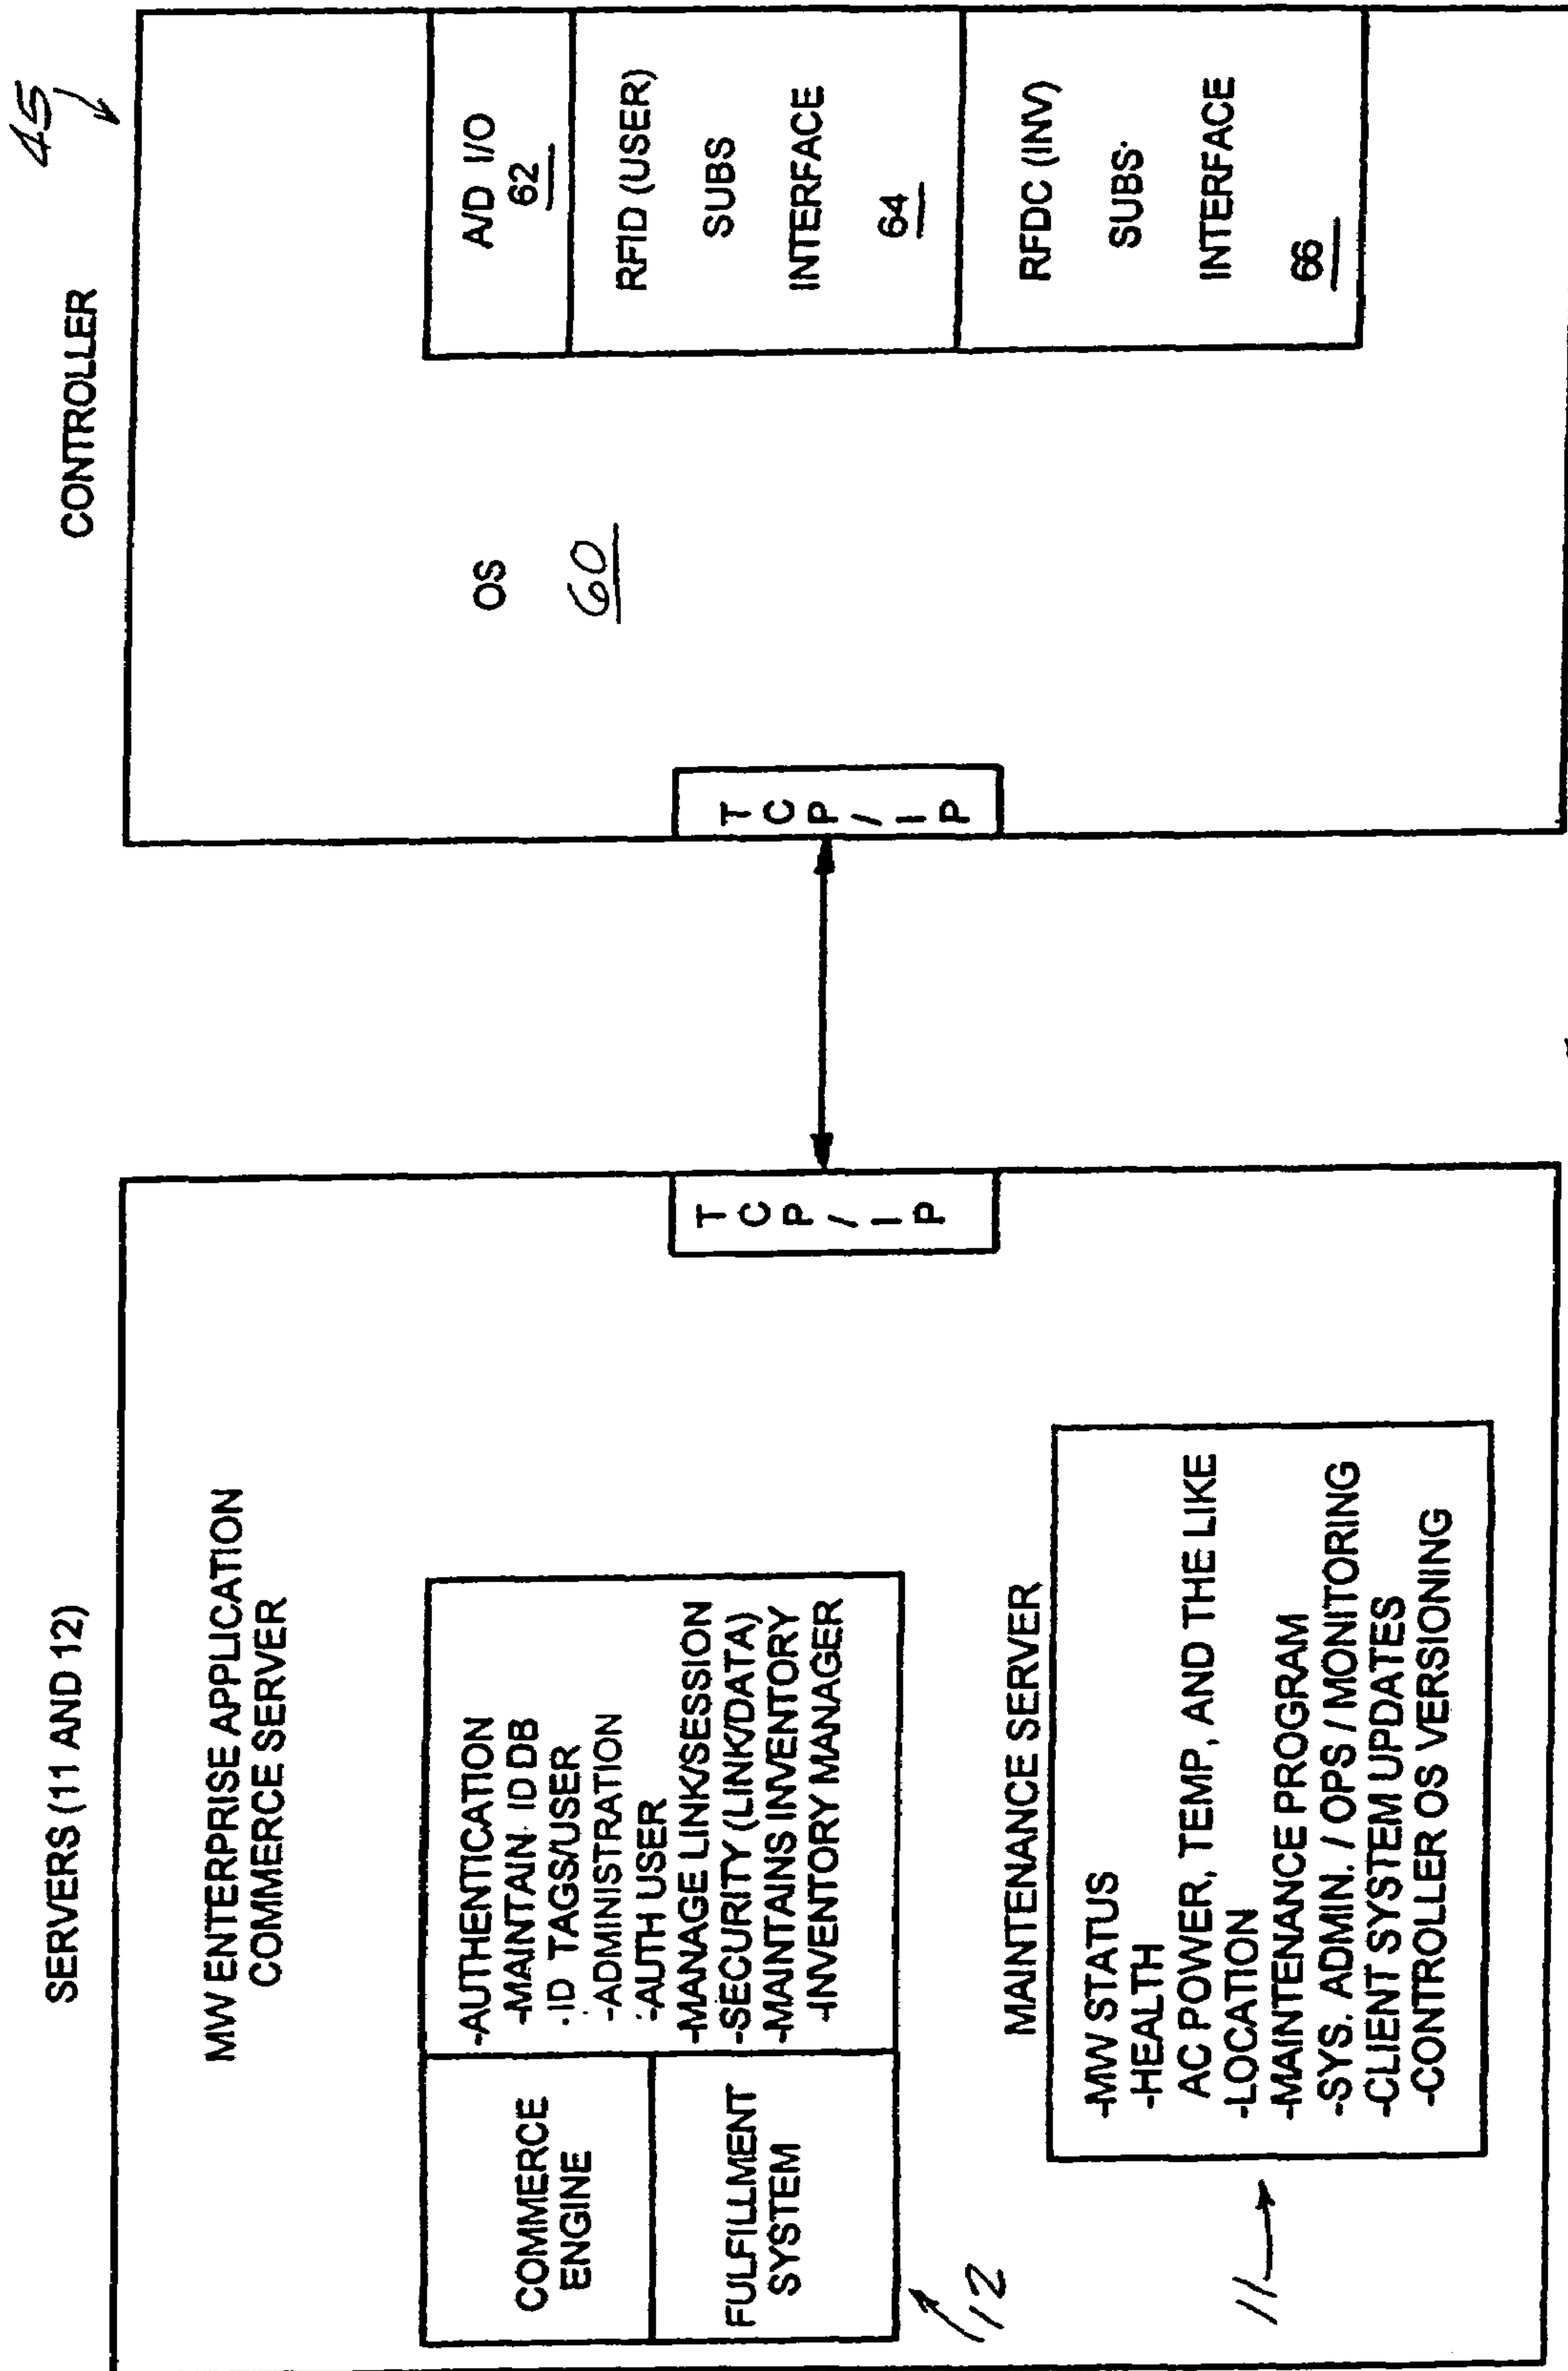 SERVERS (11 AND 12)
MW ENTERPRISE APPLICATION
COMMERCE SERVER
COMMERCE
ENGINE
FULFILLMENT
SYSTEM
-AUTHENTICATION
-MAINTAIN ID DB
-ID TAGS/USER
-ADMINISTRATION
-AUTH USER
-MANAGE LINK/SESSION
-SECURITY (LINK/DATA)
-MAINTAINS INVENTORY
-INVENTORY MANAGER
12
MAINTENANCE SERVER
-MW STATUS
-HEALTH
AC POWER, TEMP, AND THE LIKE
-LOCATION
-MAINTENANCE PROGRAM
-SYS. ADMIN. / OPS / MONITORING
-CLIENT SYSTEM UPDATES
-CONTROLLER OS VERSIONING
11
TCP/IP
TCP/IP
CONTROLLER
45
OS
60
A/D I/O
62
RFID (USER)
SUBS
INTERFACE
64
RFDC (INV)
SUBS.
INTERFACE
66